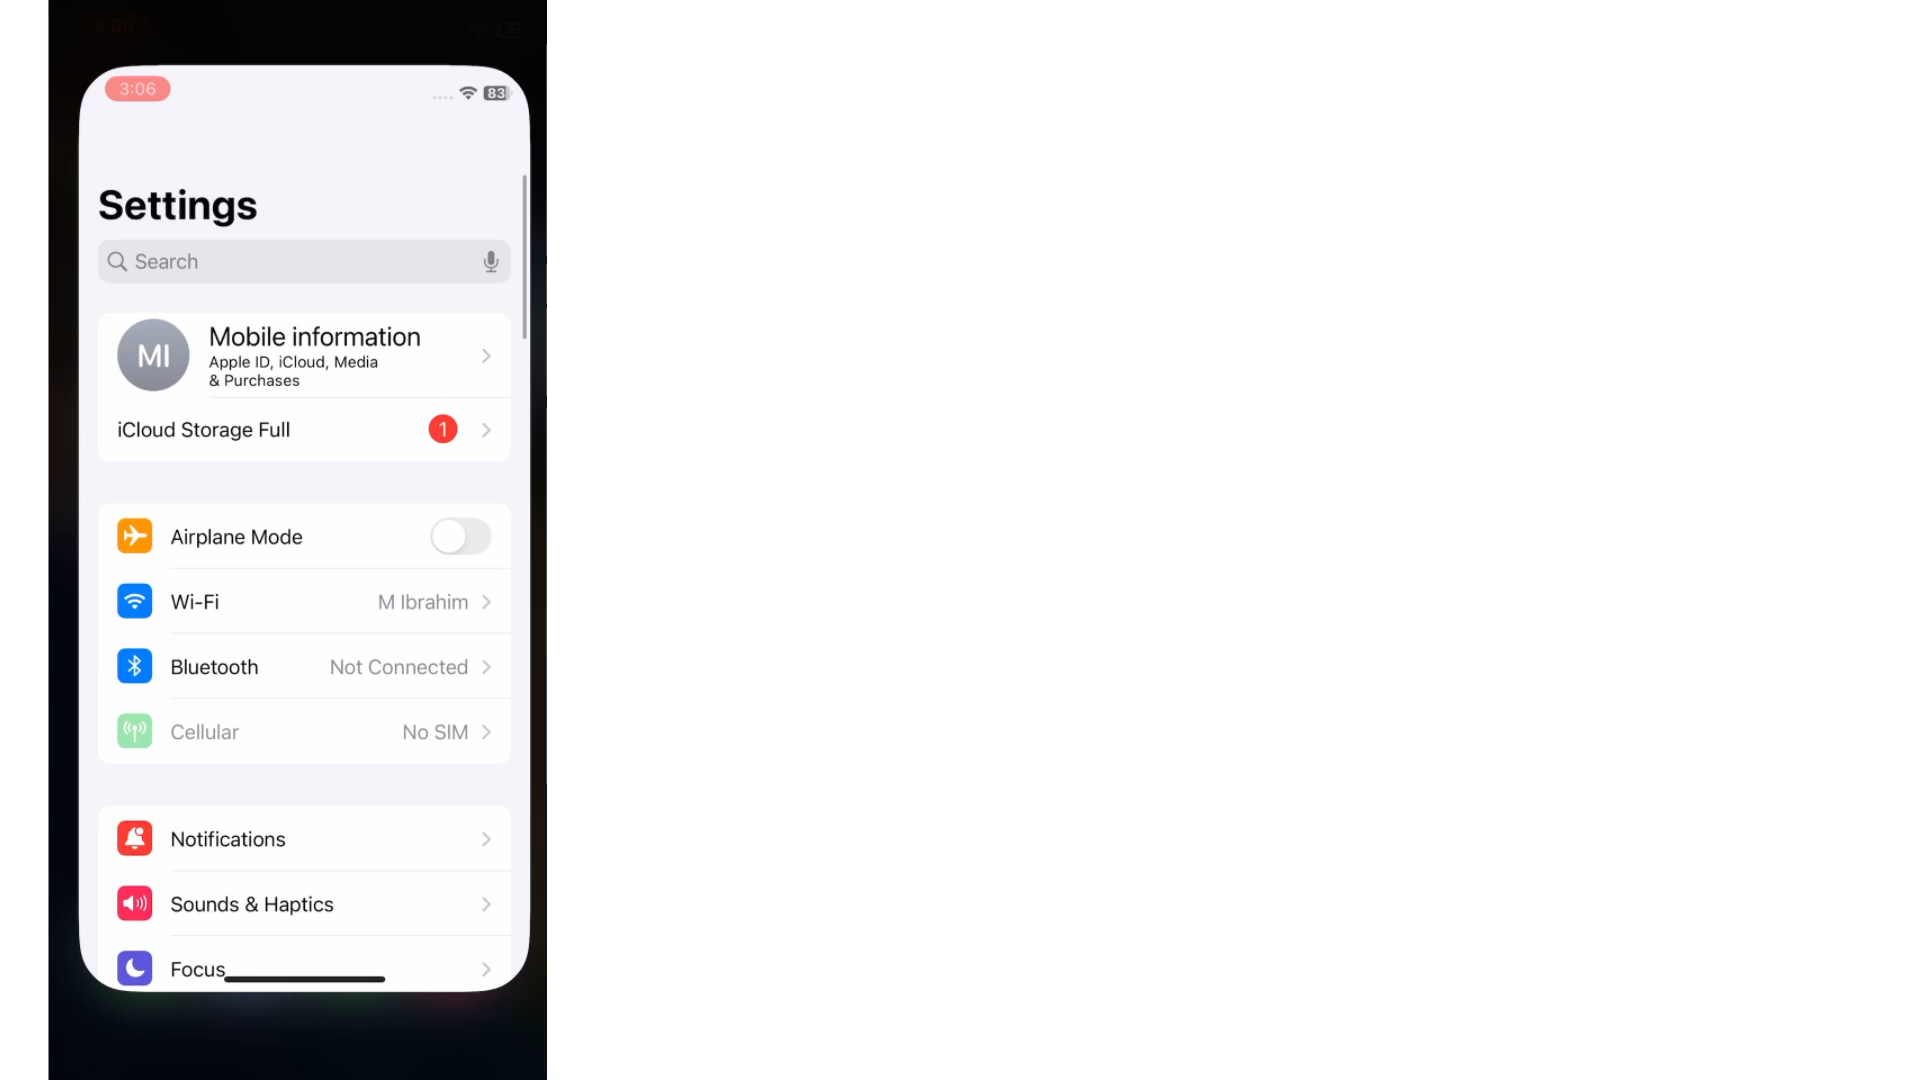 3:06
3:06
83
Settings
Search
MI
Mobile information
Apple ID, iCloud, Media
& Purchases
iCloud Storage Full
1
Airplane Mode
Wi-Fi
M Ibrahim
Bluetooth
Not Connected
Cellular
No SIM
Notifications
Sounds & Haptics
Focus